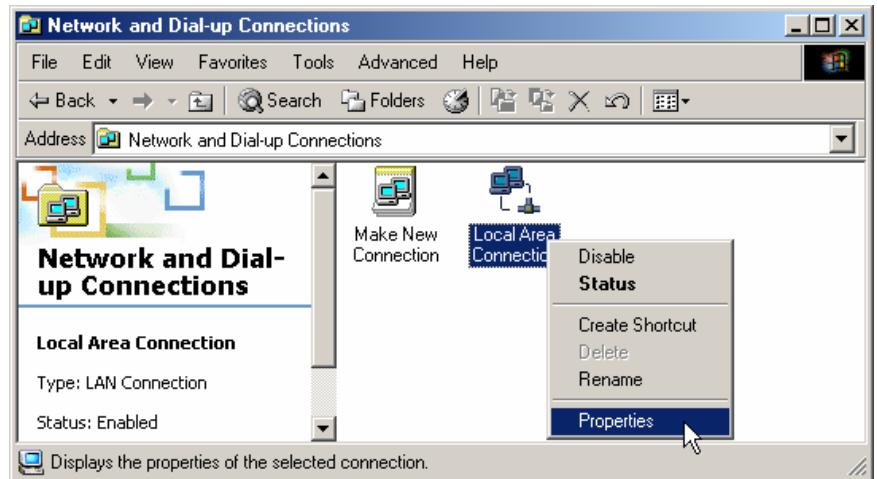 Network and Dial-up Connections
File Edit View Favorites Tools Advanced Help
Back Search Folders
Address Network and Dial-up Connections
Make New
Connection
Local Area
Connectio
Network and Dial-
up Connections
Local Area Connection
Type: LAN Connection
Status: Enabled
Disable
Status
Create Shortcut
Delete
Rename
Properties
Displays the properties of the selected connection.